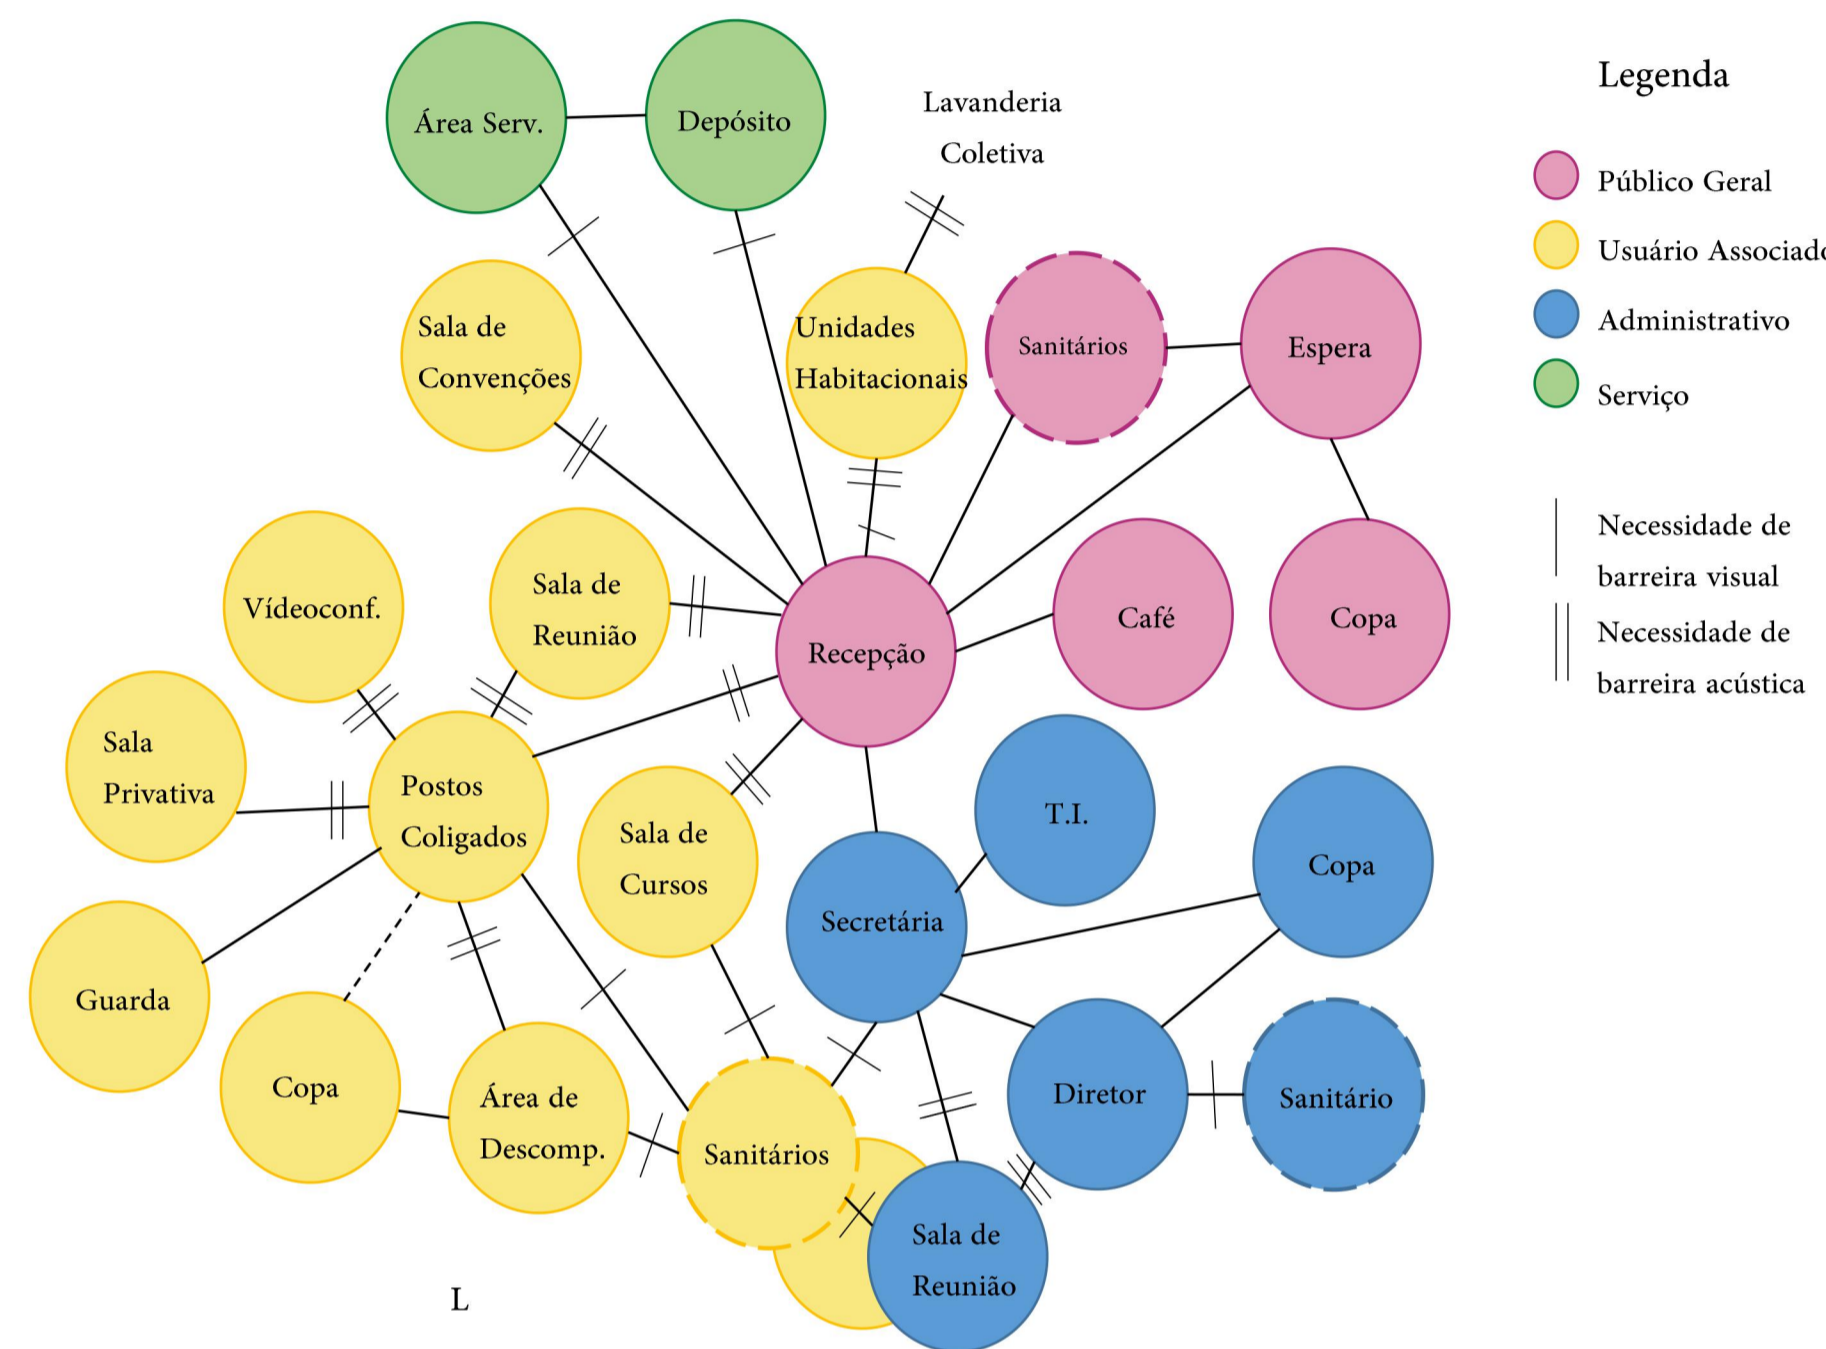 Área Serv.
Depósito
Lavanderia
Coletiva
Sala de
Convenções
Unidades
Habitacionais
Sanitários
Espera
Vídeoconf.
Sala de
Reunião
Recepção
Café
Copa
Sala
Privativa
Postos
Coligados
Sala de
Cursos
T.I.
Copa
Secretária
Guarda
Copa
Área de
Descomp.
Sanitários
Diretor
Sanitário
Sala de
Reunião
L
Legenda
Público Geral
Usuário Associado
Administrativo
Serviço
Necessidade de
barreira visual
Necessidade de
barreira acústica